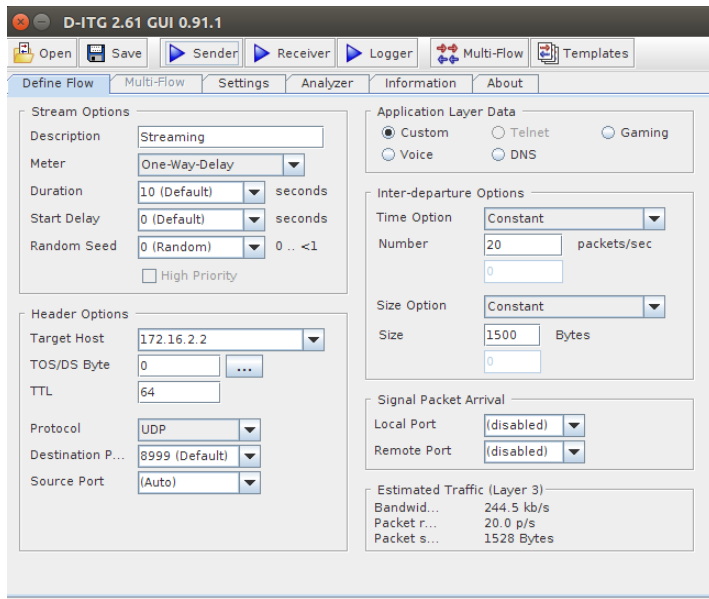 D-ITG 2.61 GUI 0.91.1
Open Save Sender Receiver Logger Multi-Flow Templates
Define Flow Multi-Flow Settings Analyzer Information About
Stream Options
Description Streaming
Meter One-Way-Delay
Duration 10 (Default) seconds
Start Delay 0 (Default) seconds
Random Seed 0 (Random) 0 .. <1
High Priority
Header Options
Target Host 172.16.2.2
TOS/DS Byte 0 ...
TTL 64
Protocol UDP
Destination P... 8999 (Default)
Source Port (Auto)
Application Layer Data
Custom Telnet Gaming
Voice DNS
Inter-departure Options
Time Option Constant
Number 20 packets/sec
0
Size Option Constant
Size 1500 Bytes
0
Signal Packet Arrival
Local Port (disabled)
Remote Port (disabled)
Estimated Traffic (Layer 3)
Bandwid... 244.5 kb/s
Packet r... 20.0 p/s
Packet s... 1528 Bytes